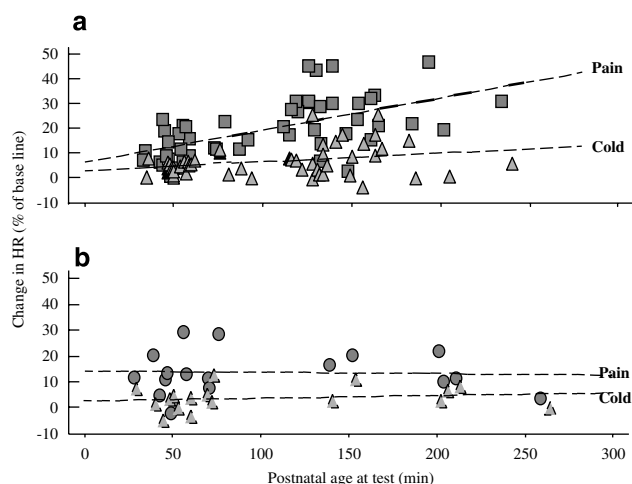 a
50
40
30
20
10
0
-10
Pain
Cold
Change in HR (% of base line)
b
50
40
30
20
10
0
-10
Pain
Cold
0 50 100 150 200 250 300
Postnatal age at test (min)